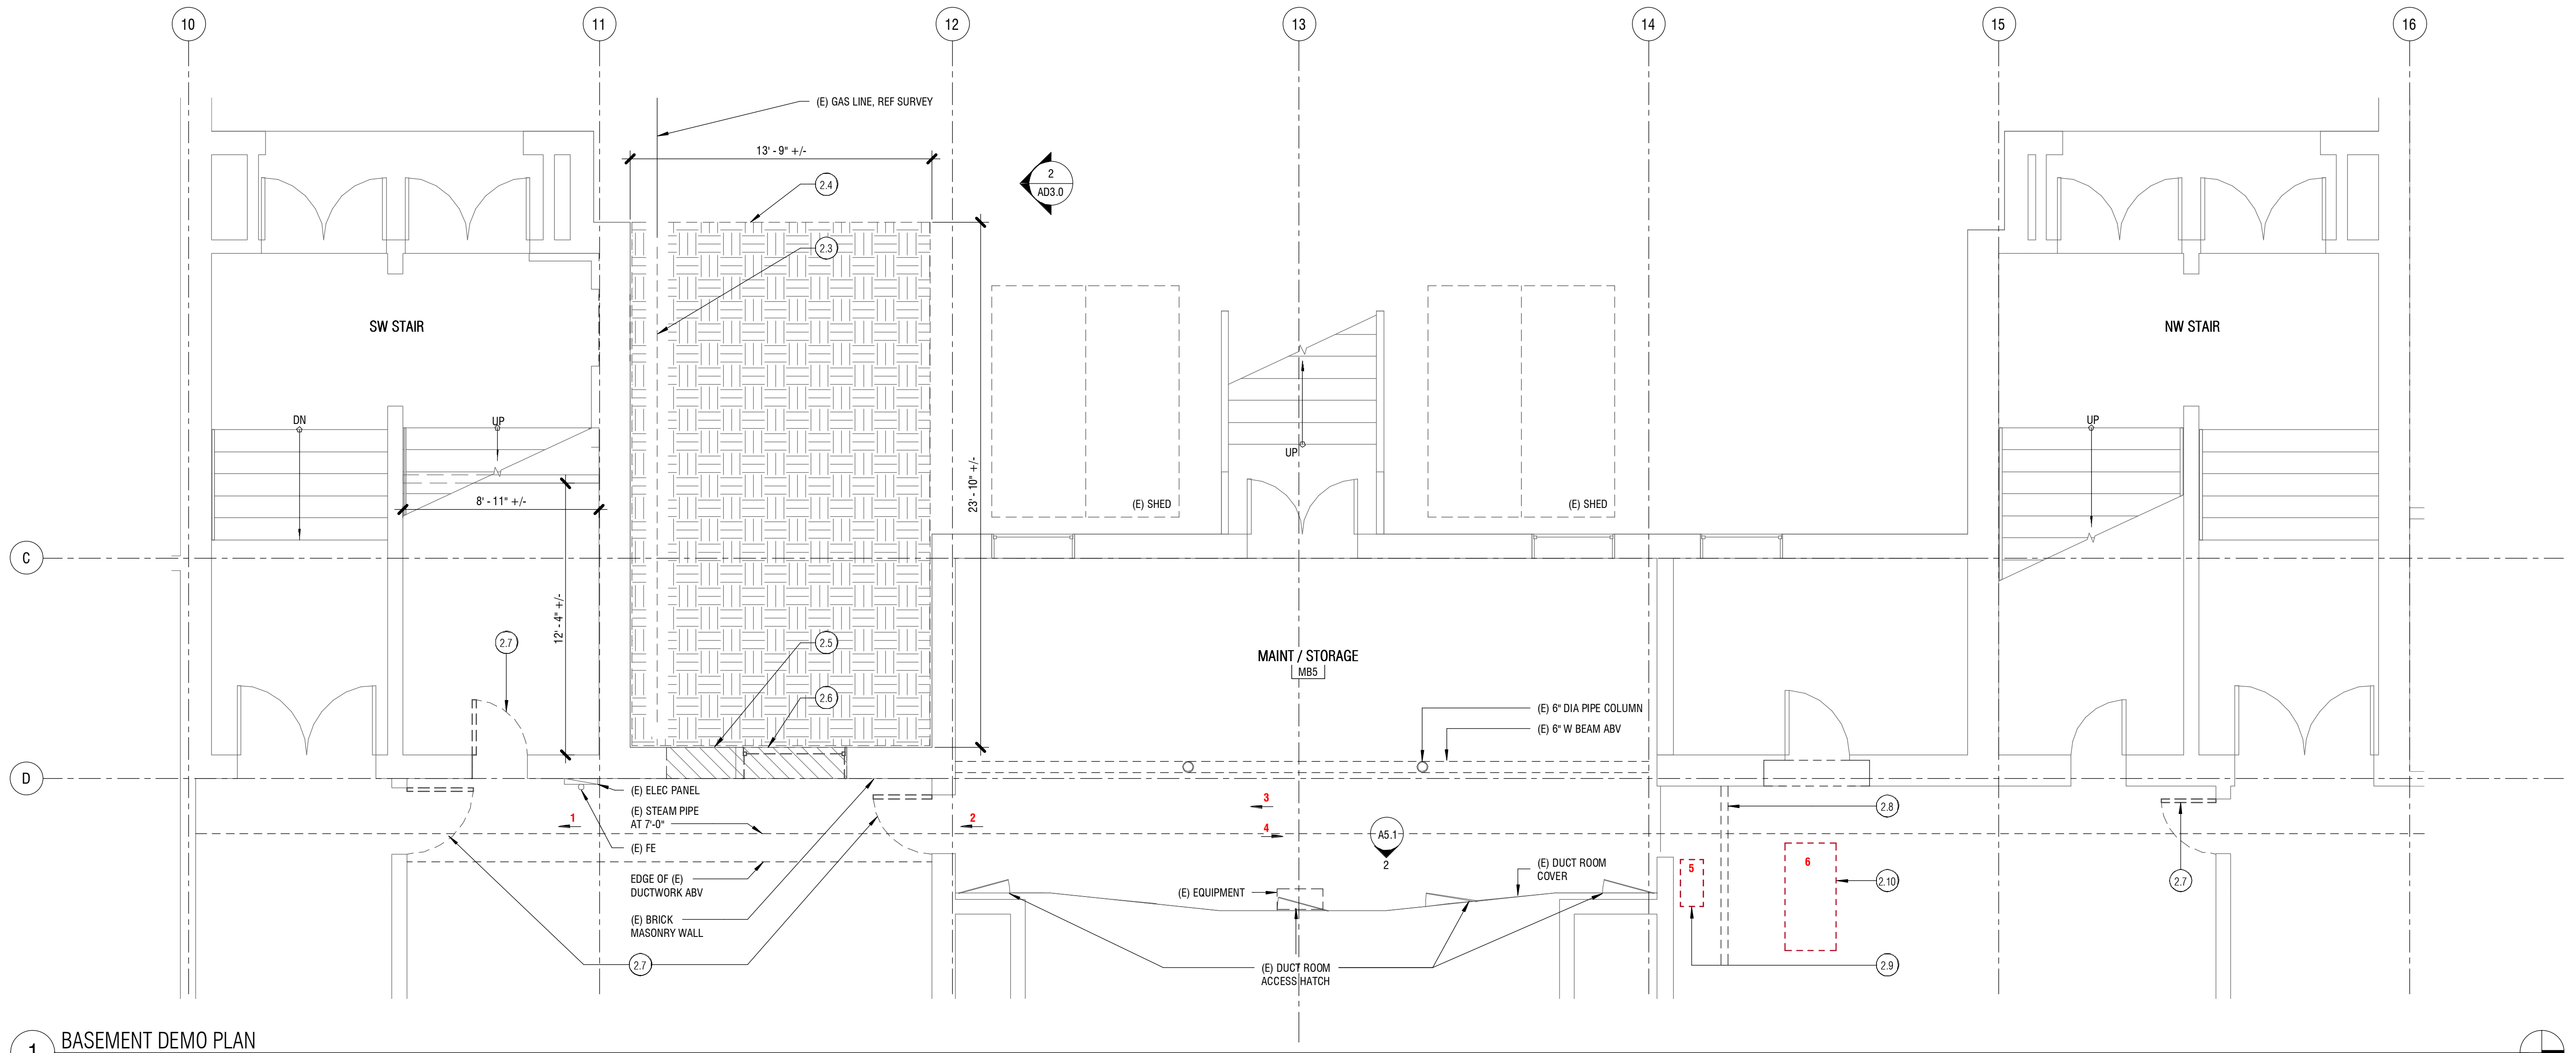 10
11
12
13
14
15
16
(E) GAS LINE, REF SURVEY
13' - 9" +/-
2
AD3.0
2.4
2.3
SW STAIR
NW STAIR
DN
UP
UP
UP
8' - 11" +/-
23' - 10" +/-
(E) SHED
(E) SHED
C
12' - 4" +/-
2.7
2.5
MAINT / STORAGE
MB5
2.6
(E) 6" DIA PIPE COLUMN
(E) 6" W BEAM ABV
D
(E) ELEC PANEL
(E) STEAM PIPE
AT 7'-0"
(E) FE
1
2
3
4
A5.1
2
2.8
EDGE OF (E)
DUCTWORK ABV
(E) EQUIPMENT
(E) DUCT ROOM
COVER
5
6
2.10
2.7
(E) BRICK
MASONRY WALL
2.7
(E) DUCT ROOM
ACCESS HATCH
2.9
1
BASEMENT DEMO PLAN